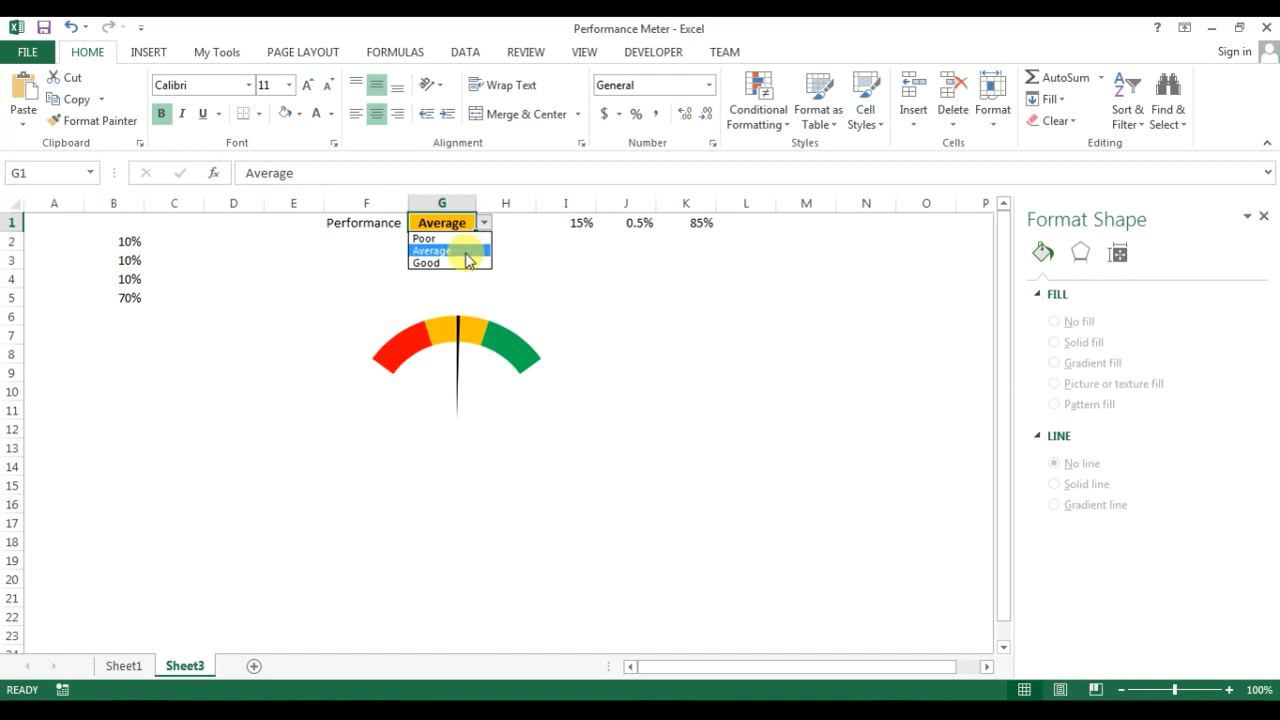 Performance Meter - Excel
Sign in
FILE HOME INSERT My Tools PAGE LAYOUT FORMULAS DATA REVIEW VIEW DEVELOPER TEAM
Paste
Cut
Copy
Format Painter
Clipboard
Calibri 11
B I U
Font
Wrap Text
Merge & Center
Alignment
General
$ % ,
Number
Conditional Formatting
Format as Table
Cell Styles
Styles
Insert
Delete
Format
Cells
AutoSum
Fill
Clear
Sort & Filter
Find & Select
Editing
G1
fx
Average
A B C D E F G H I J K L M N O P
1 Performance Average 15% 0.5% 85%
Poor
Average
Good
2 10%
3 10%
4 10%
5 70%
6
7
8
9
10
11
12
13
14
15
16
17
18
19
20
21
22
23
24
Format Shape
FILL
No fill
Solid fill
Gradient fill
Picture or texture fill
Pattern fill
LINE
No line
Solid line
Gradient line
Sheet1 Sheet3
READY
100%